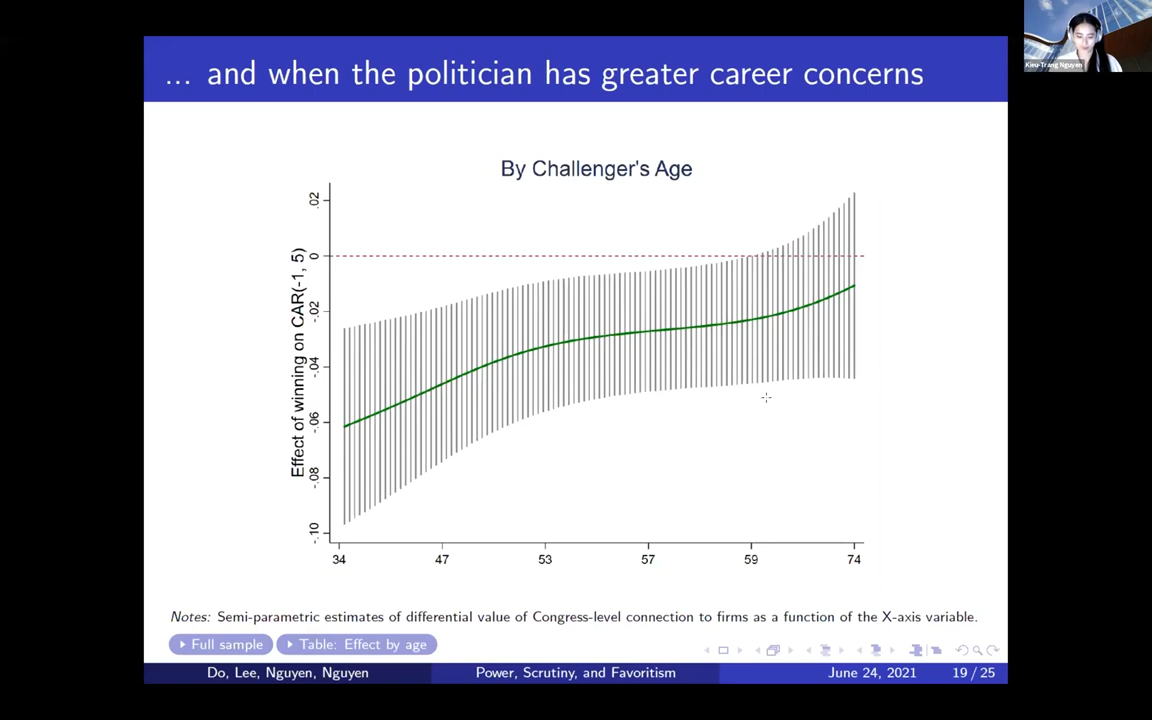 ... and when the politician has greater career concerns
Kieu-Trang Nguyen
By Challenger's Age
Effect of winning on CAR(-1, 5)
.02
0
-.02
-.04
-.06
-.08
-.10
34 47 53 57 59 74
Notes: Semi-parametric estimates of differential value of Congress-level connection to firms as a function of the X-axis variable.
Full sample Table: Effect by age
Do, Lee, Nguyen, Nguyen Power, Scrutiny, and Favoritism June 24, 2021 19 / 25